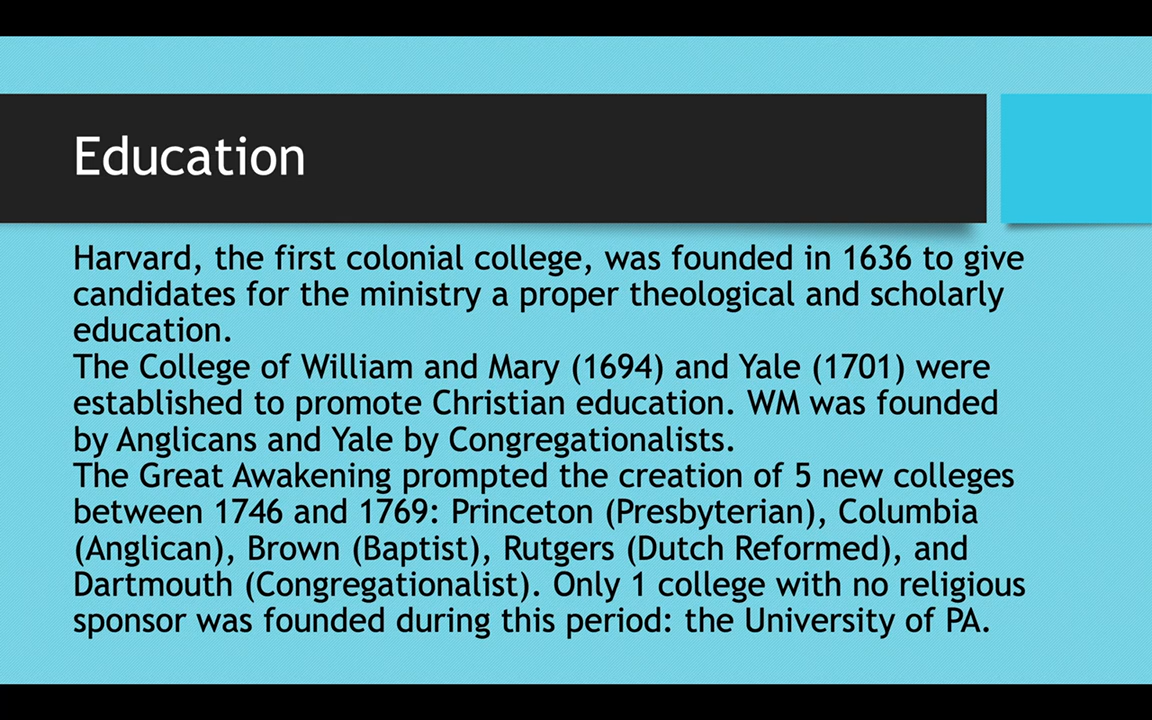 Education
Harvard, the first colonial college, was founded in 1636 to give
candidates for the ministry a proper theological and scholarly
education.
The College of William and Mary (1694) and Yale (1701) were
established to promote Christian education. WM was founded
by Anglicans and Yale by Congregationalists.
The Great Awakening prompted the creation of 5 new colleges
between 1746 and 1769: Princeton (Presbyterian), Columbia
(Anglican), Brown (Baptist), Rutgers (Dutch Reformed), and
Dartmouth (Congregationalist). Only 1 college with no religious
sponsor was founded during this period: the University of PA.